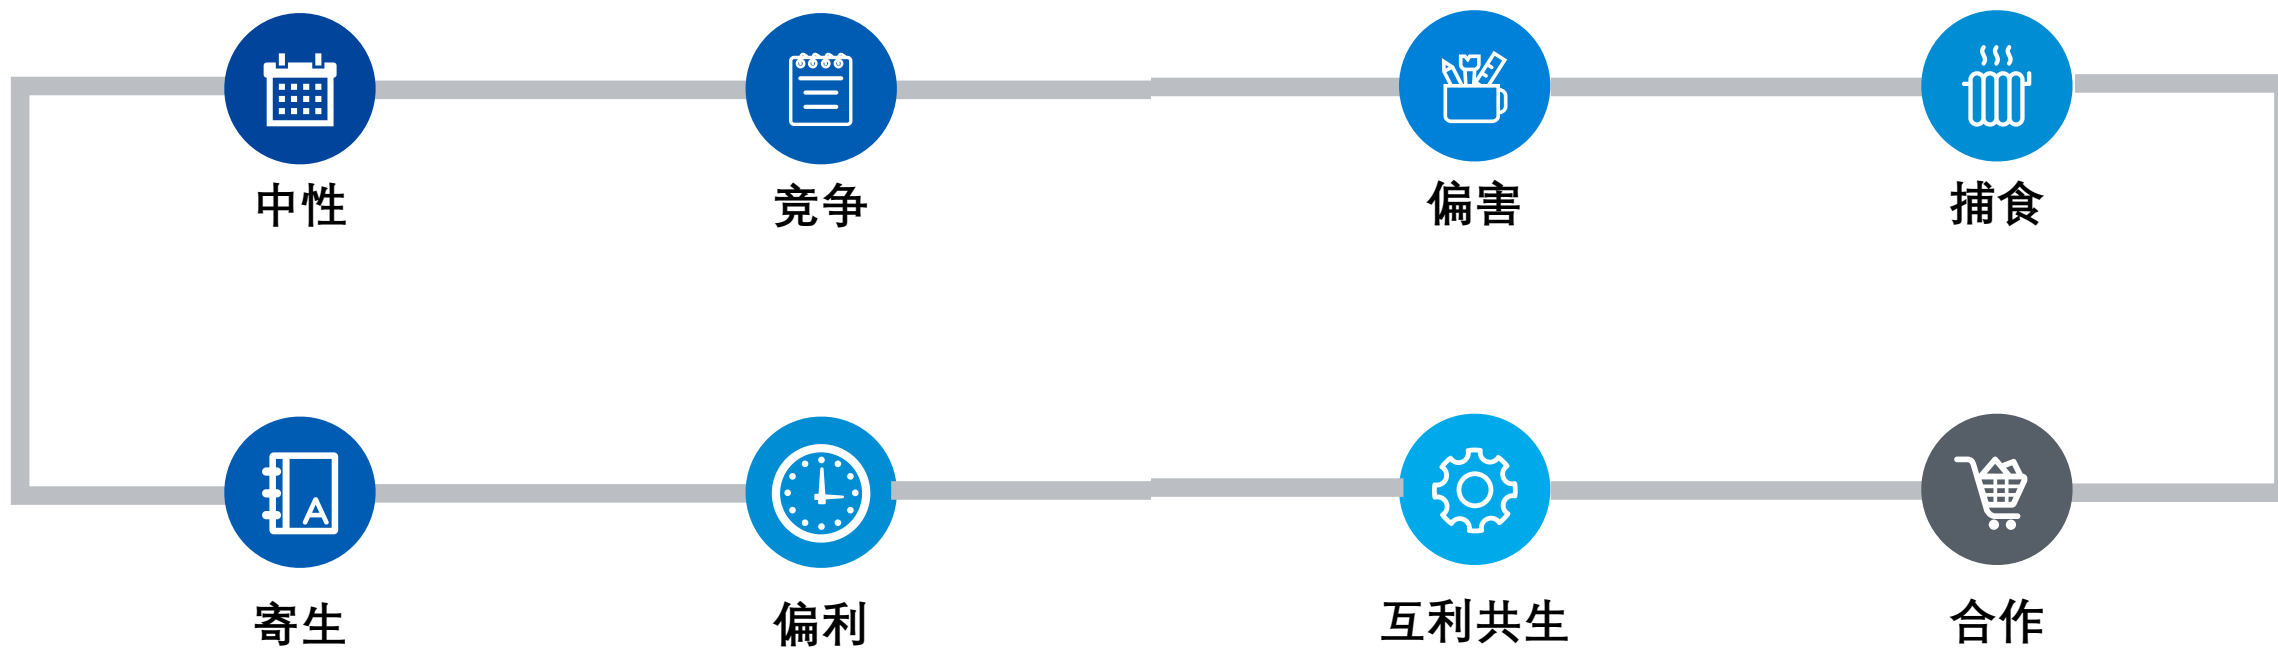 中性
竞争
偏害
捕食
寄生
偏利
互利共生
合作